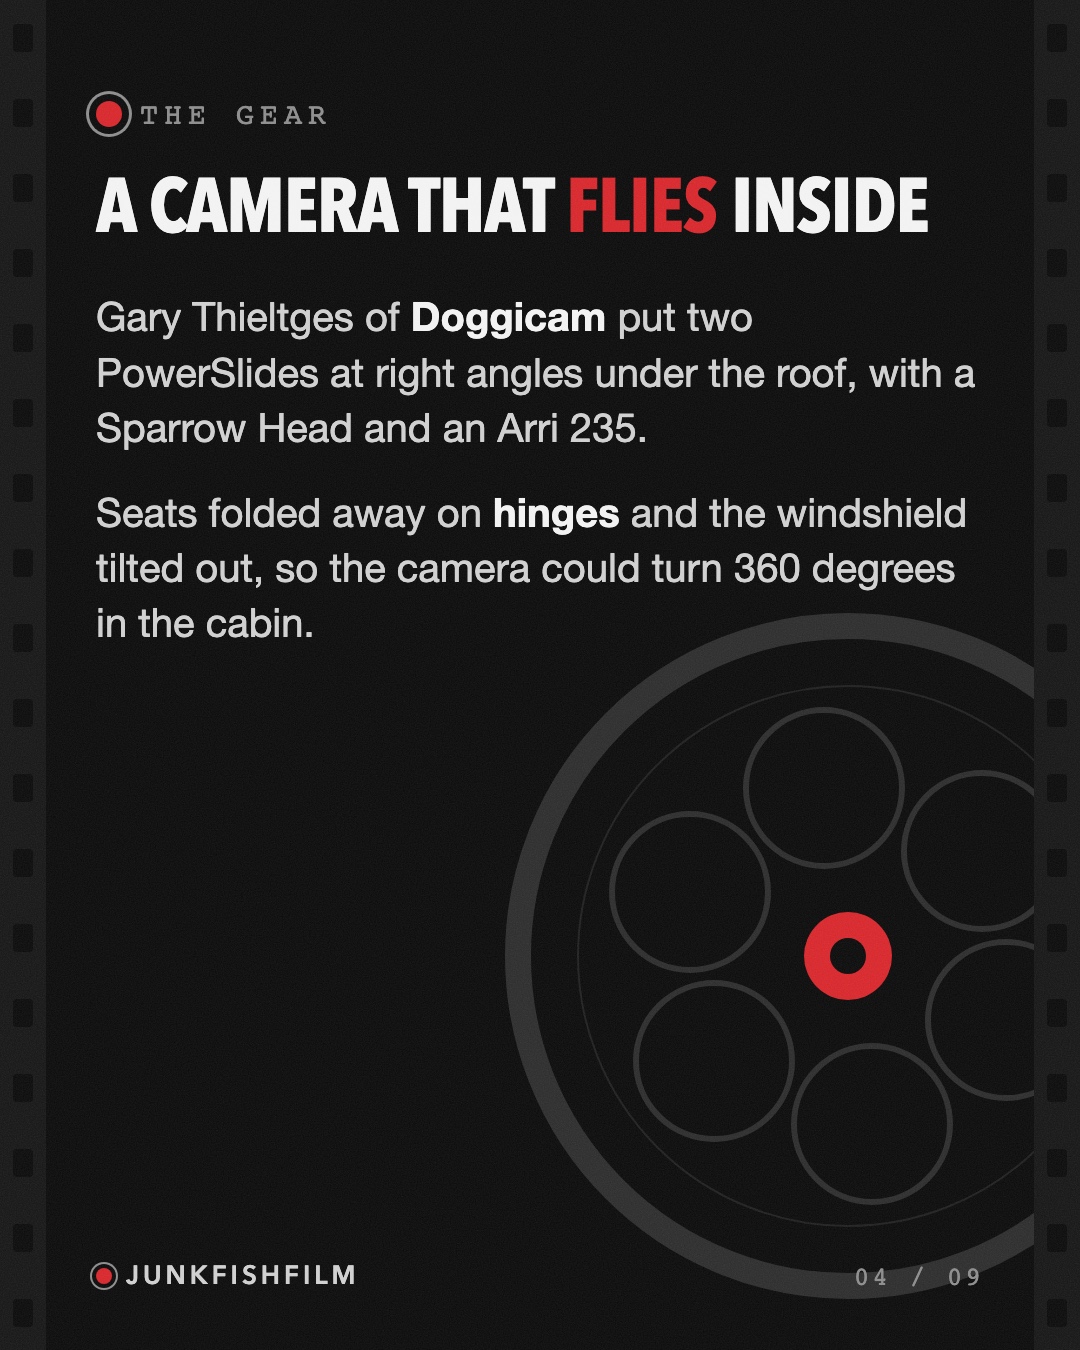 THE GEAR
A CAMERA THAT FLIES INSIDE
Gary Thieltges of Doggicam put two
PowerSlides at right angles under the roof, with a
Sparrow Head and an Arri 235.
Seats folded away on hinges and the windshield
tilted out, so the camera could turn 360 degrees
in the cabin.
JUNKFISHFILM
04 / 09